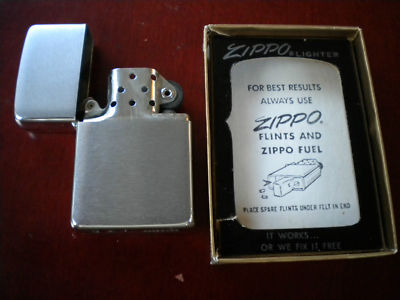 ZIPPO® LIGHTER
FOR BEST RESULTS
ALWAYS USE
ZIPPO®
FLINTS AND
ZIPPO FUEL
PLACE SPARE FLINTS UNDER FELT IN END
IT WORKS...
OR WE FIX IT FREE